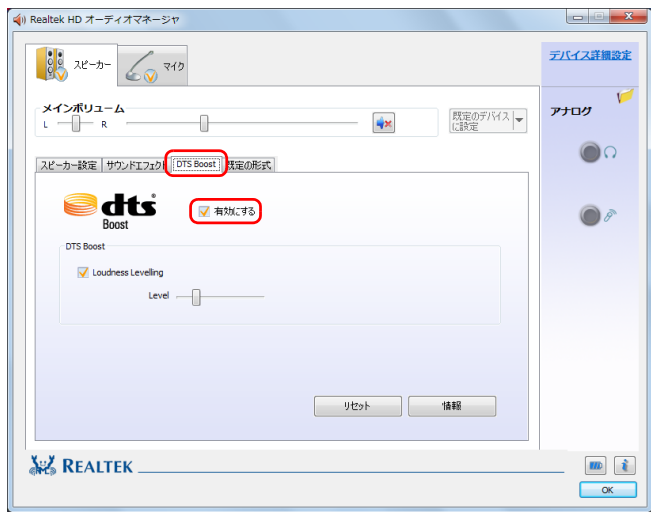 Realtek HD オーディオマネージャ
スピーカー
マイク
デバイス詳細設定
メインボリューム
L
R
既定のデバイス
に設定
アナログ
スピーカー設定
サウンドエフェクト
DTS Boost
既定の形式
dts
Boost
有効にする
DTS Boost
Loudness Levelling
Level
リセット
情報
REALTEK
OK